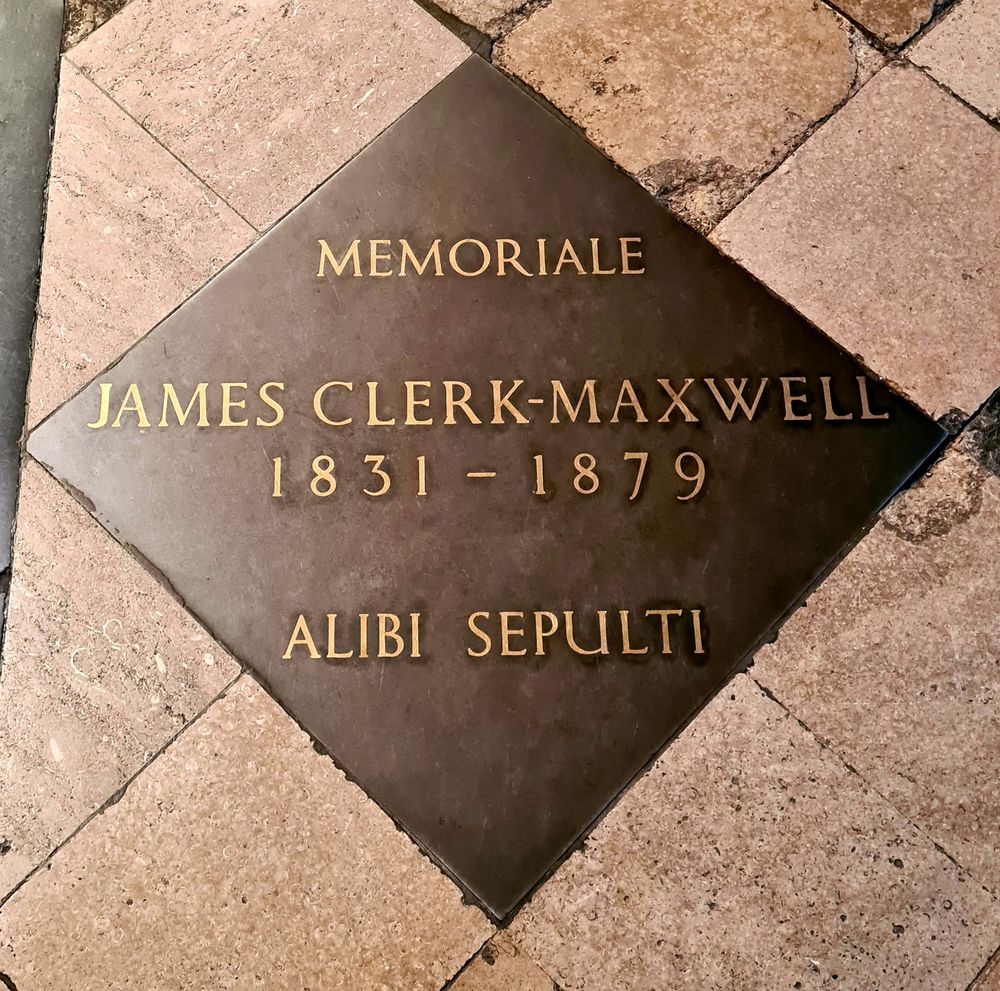 MEMORIALE
JAMES CLERK-MAXWELL
1831 – 1879
ALIBI SEPULTI